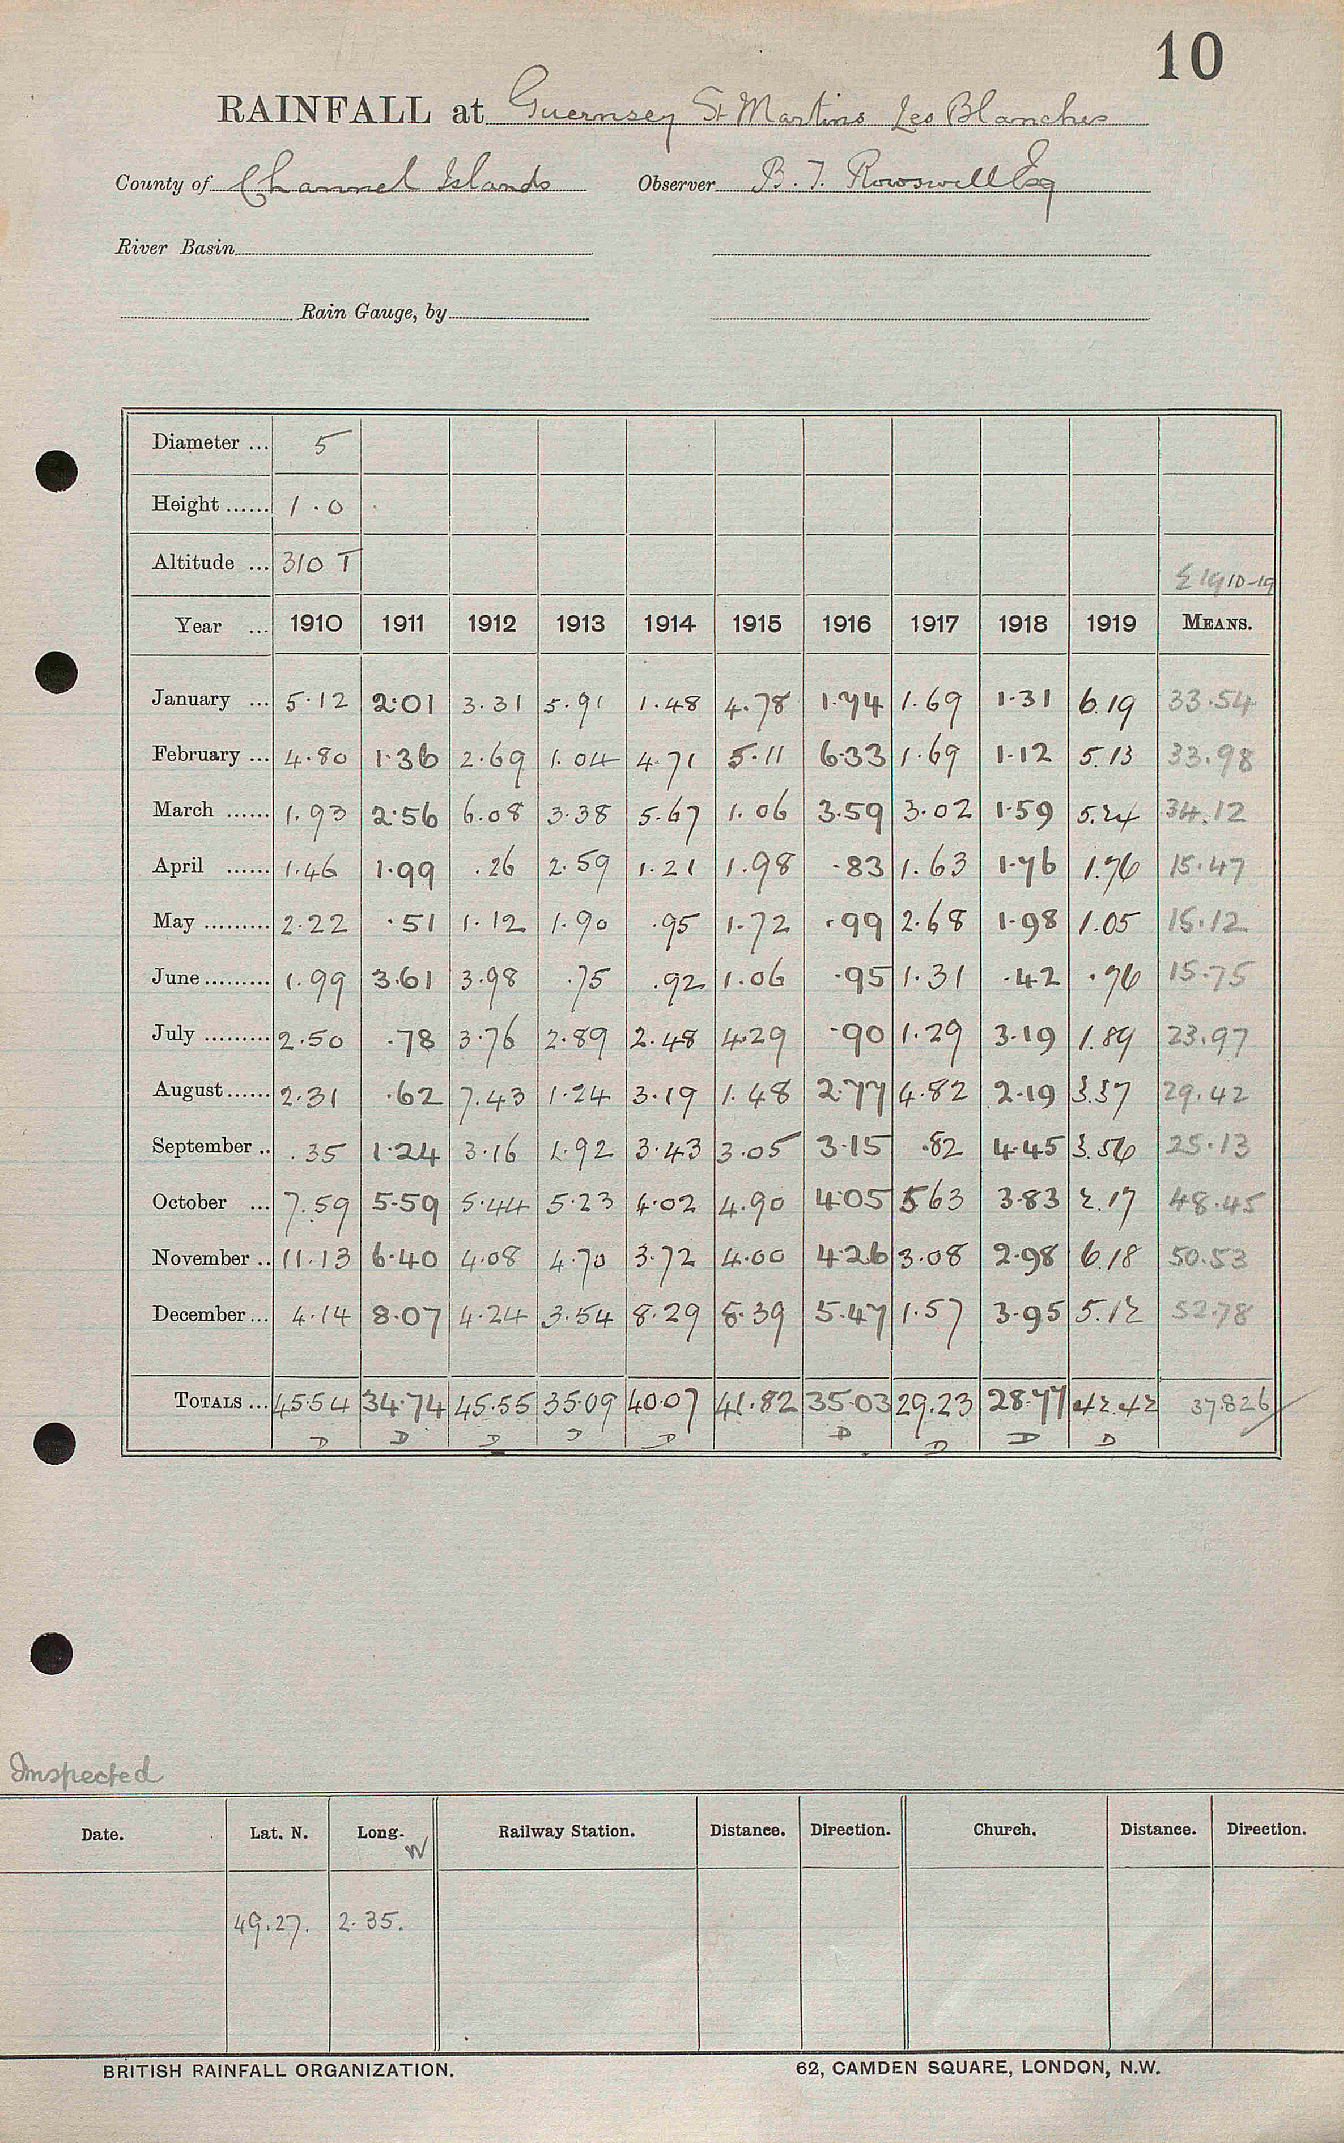 10
RAINFALL at Guernsey St Martins Les Blanches
County of Channel Islands Observer B. T. Rowswell Esq
River Basin
Rain Gauge, by
Diameter ... 5
Height ...... 1.0
Altitude ... 310 T Σ 1910-19
Year ... 1910 1911 1912 1913 1914 1915 1916 1917 1918 1919 MEANS.
January ... 5.12 2.01 3.31 5.91 1.48 4.78 1.74 1.69 1.31 6.19 33.54
February ... 4.80 1.36 2.69 1.04 4.71 5.11 6.33 1.69 1.12 5.13 33.98
March ...... 1.93 2.56 6.08 3.38 5.67 1.06 3.59 3.02 1.59 5.24 34.12
April ...... 1.46 1.99 .26 2.59 1.21 1.98 .83 1.63 1.76 1.76 15.47
May ......... 2.22 .51 1.12 1.90 .95 1.72 .99 2.68 1.98 1.05 15.12
June ......... 1.99 3.61 3.98 .75 .92 1.06 .95 1.31 .42 .76 15.75
July ......... 2.50 .78 3.76 2.89 2.48 4.29 .90 1.29 3.19 1.89 23.97
August ...... 2.31 .62 7.43 1.24 3.19 1.48 2.77 4.82 2.19 3.37 29.42
September .. .35 1.24 3.16 1.92 3.43 3.05 3.15 .82 4.45 3.56 25.13
October ... 7.59 5.59 5.44 5.23 4.02 4.90 4.05 5.63 3.83 2.17 48.45
November .. 11.13 6.40 4.08 4.70 3.72 4.00 4.26 3.08 2.98 6.18 50.53
December ... 4.14 8.07 4.24 3.54 8.29 8.39 5.47 1.57 3.95 5.12 52.78
TOTALS ... 45.54 34.74 45.55 35.09 40.07 41.82 35.03 29.23 28.77 42.42 37.826
D D D D D D D D D
Inspected
Date. Lat. N. Long. W Railway Station. Distance. Direction. Church. Distance. Direction.
49.27. 2.35.
BRITISH RAINFALL ORGANIZATION. 62, CAMDEN SQUARE, LONDON, N.W.